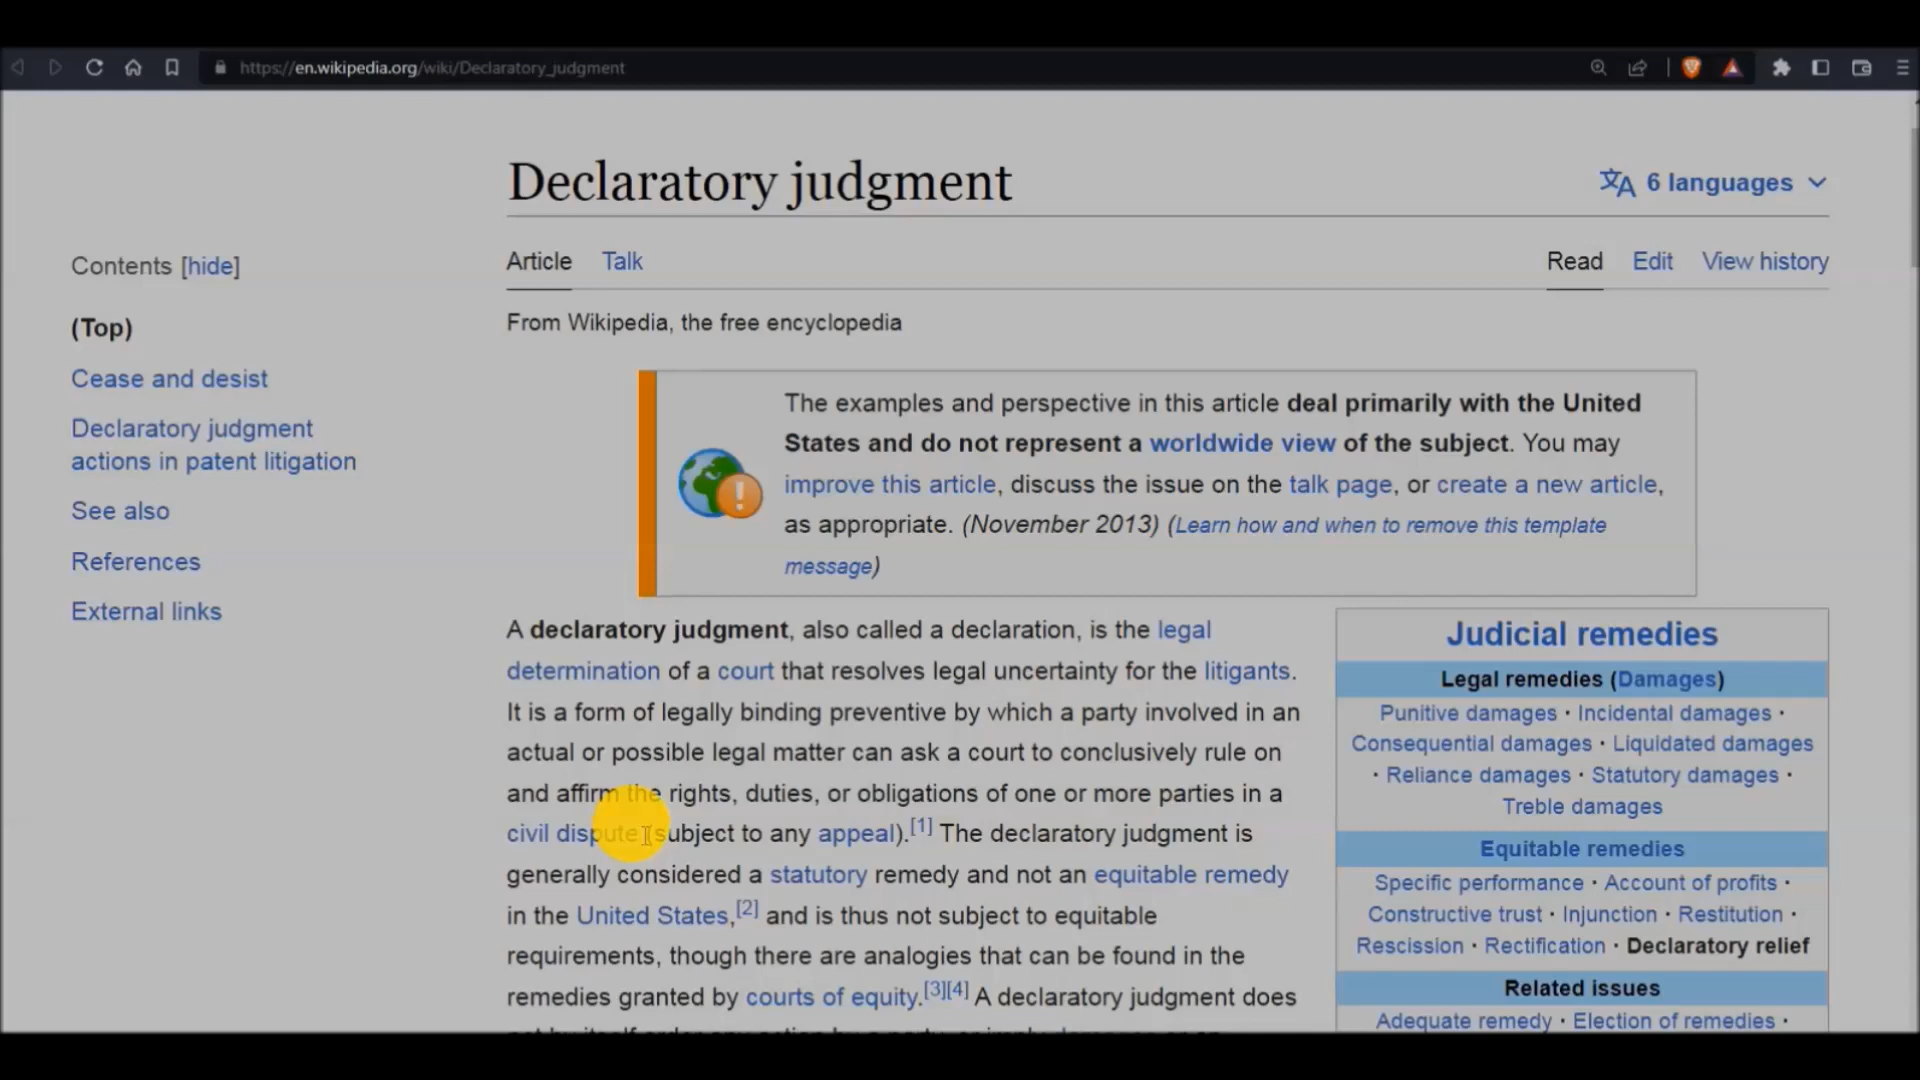 https://en.wikipedia.org/wiki/Declaratory_judgment
Declaratory judgment
6 languages
Contents [hide]
(Top)
Cease and desist
Declaratory judgment
actions in patent litigation
See also
References
External links
Article Talk
Read Edit View history
From Wikipedia, the free encyclopedia
The examples and perspective in this article deal primarily with the United
States and do not represent a worldwide view of the subject. You may
improve this article, discuss the issue on the talk page, or create a new article,
as appropriate. (November 2013) (Learn how and when to remove this template
message)
A declaratory judgment, also called a declaration, is the legal
determination of a court that resolves legal uncertainty for the litigants.
It is a form of legally binding preventive by which a party involved in an
actual or possible legal matter can ask a court to conclusively rule on
and affirm the rights, duties, or obligations of one or more parties in a
civil dispute (subject to any appeal).[1] The declaratory judgment is
generally considered a statutory remedy and not an equitable remedy
in the United States,[2] and is thus not subject to equitable
requirements, though there are analogies that can be found in the
remedies granted by courts of equity.[3][4] A declaratory judgment does
Judicial remedies
Legal remedies (Damages)
Punitive damages · Incidental damages ·
Consequential damages · Liquidated damages
· Reliance damages · Statutory damages ·
Treble damages
Equitable remedies
Specific performance · Account of profits ·
Constructive trust · Injunction · Restitution ·
Rescission · Rectification · Declaratory relief
Related issues
Adequate remedy · Election of remedies ·